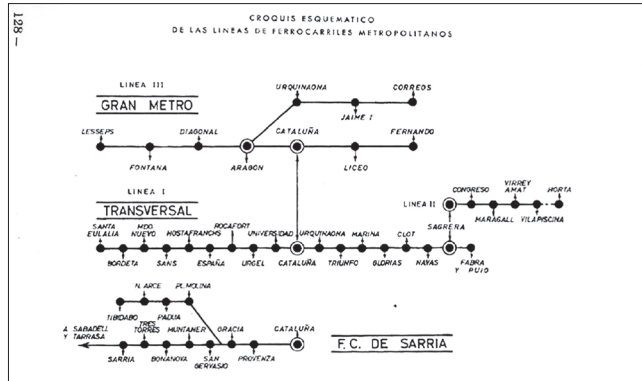 128 —
CROQUIS ESQUEMATICO
DE LAS LINEAS DE FERROCARRILES METROPOLITANOS
LINEA III
GRAN METRO
URQUINAONA
CORREOS
JAIME I
LESSEPS
DIAGONAL
CATALUÑA
FERNANDO
FONTANA
ARAGON
LICEO
LINEA I
TRANSVERSAL
LINEA II
CONGRESO
VIRREY
AMAT
HORTA
MARAGALL
VILAPISCINA
SAGRERA
SANTA
EULALIA
MDO.
NUEVO
HOSTAFRANCHS
ROCAFORT
UNIVERSIDAD
URQUINAONA
MARINA
CLOT
BORDETA
SANS
ESPAÑA
URGEL
CATALUÑA
TRIUNFO
GLORIAS
NAVAS
FABRA
Y PUIG
N. ARCE
PL. MOLINA
TIBIDABO
PADUA
A SABADELL
Y TARRASA
TRES
TORRES
MUNTANER
GRACIA
CATALUÑA
SARRIA
BONANOVA
SAN
GERVASIO
PROVENZA
F.C. DE SARRIA